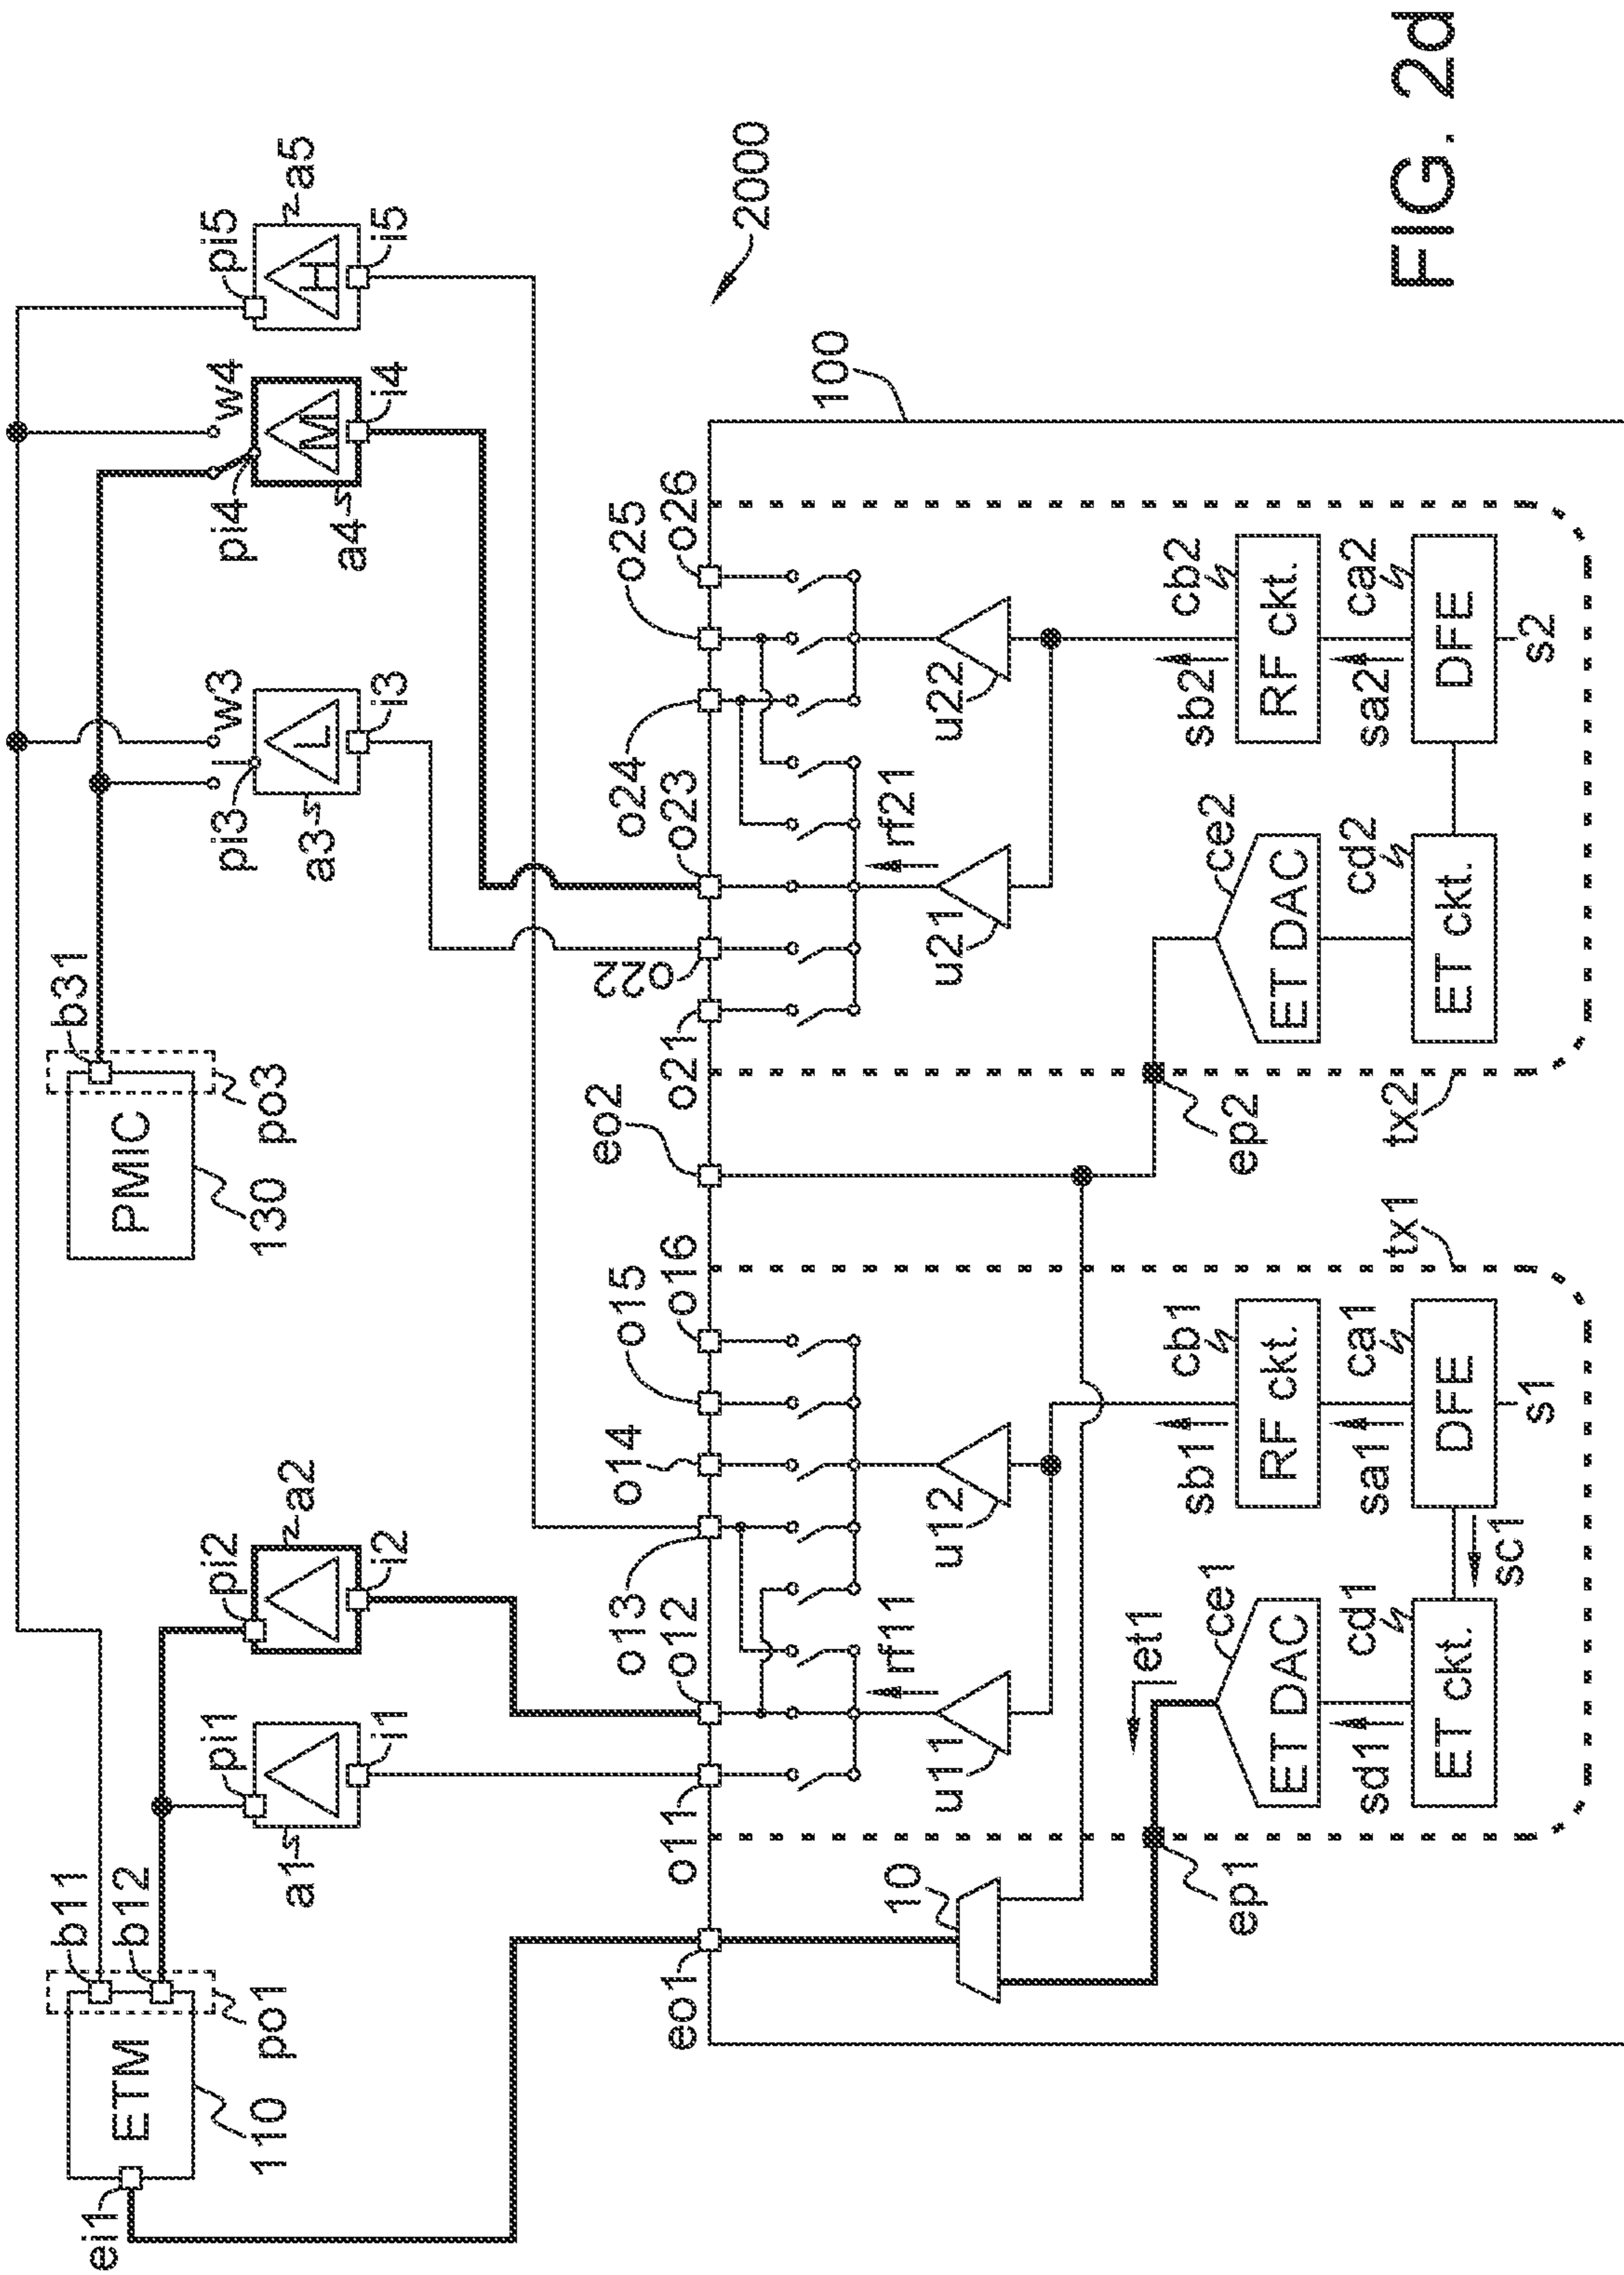 ei1
ETM
110
b11
b12
po1
a1
pi1
i1
pi2
a2
i2
PMIC
130
b31
po3
pi3
w3
L
a3
i3
pi4
w4
M
a4
i4
pi5
a5
H
i5
2000
100
eo1
o11
o12
o13
o14
o15
o16
eo2
o21
o22
o23
o24
o25
o26
10
rf11
u11
u12
rf21
u21
u22
et1
ep1
ce1
ET DAC
sd1
cd1
ET ckt.
sc1
sb1
cb1
RF ckt.
sa1
ca1
DFE
s1
tx1
ep2
ce2
ET DAC
cd2
ET ckt.
sb2
cb2
RF ckt.
sa2
ca2
DFE
s2
tx2
FIG. 2d